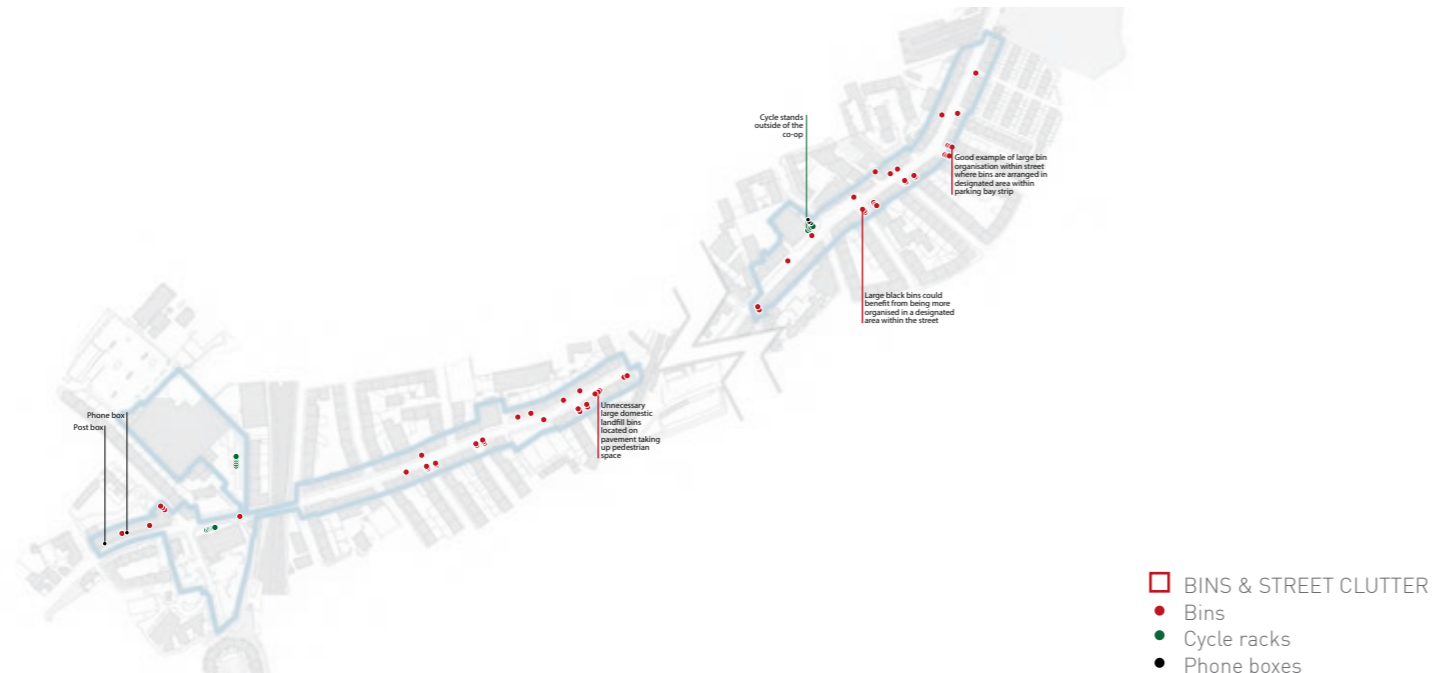 Cycle stands
outside of the
co-op
Good example of large bin
organisation within street
where bins are arranged in
designated area within
parking bay strip
Large black bins could
benefit from being more
organised in a designated
area within the street
Unnecessary
large domestic
landfill bins
located on
pavement taking
up pedestrian
space
Phone box
Post box
BINS & STREET CLUTTER
Bins
Cycle racks
Phone boxes